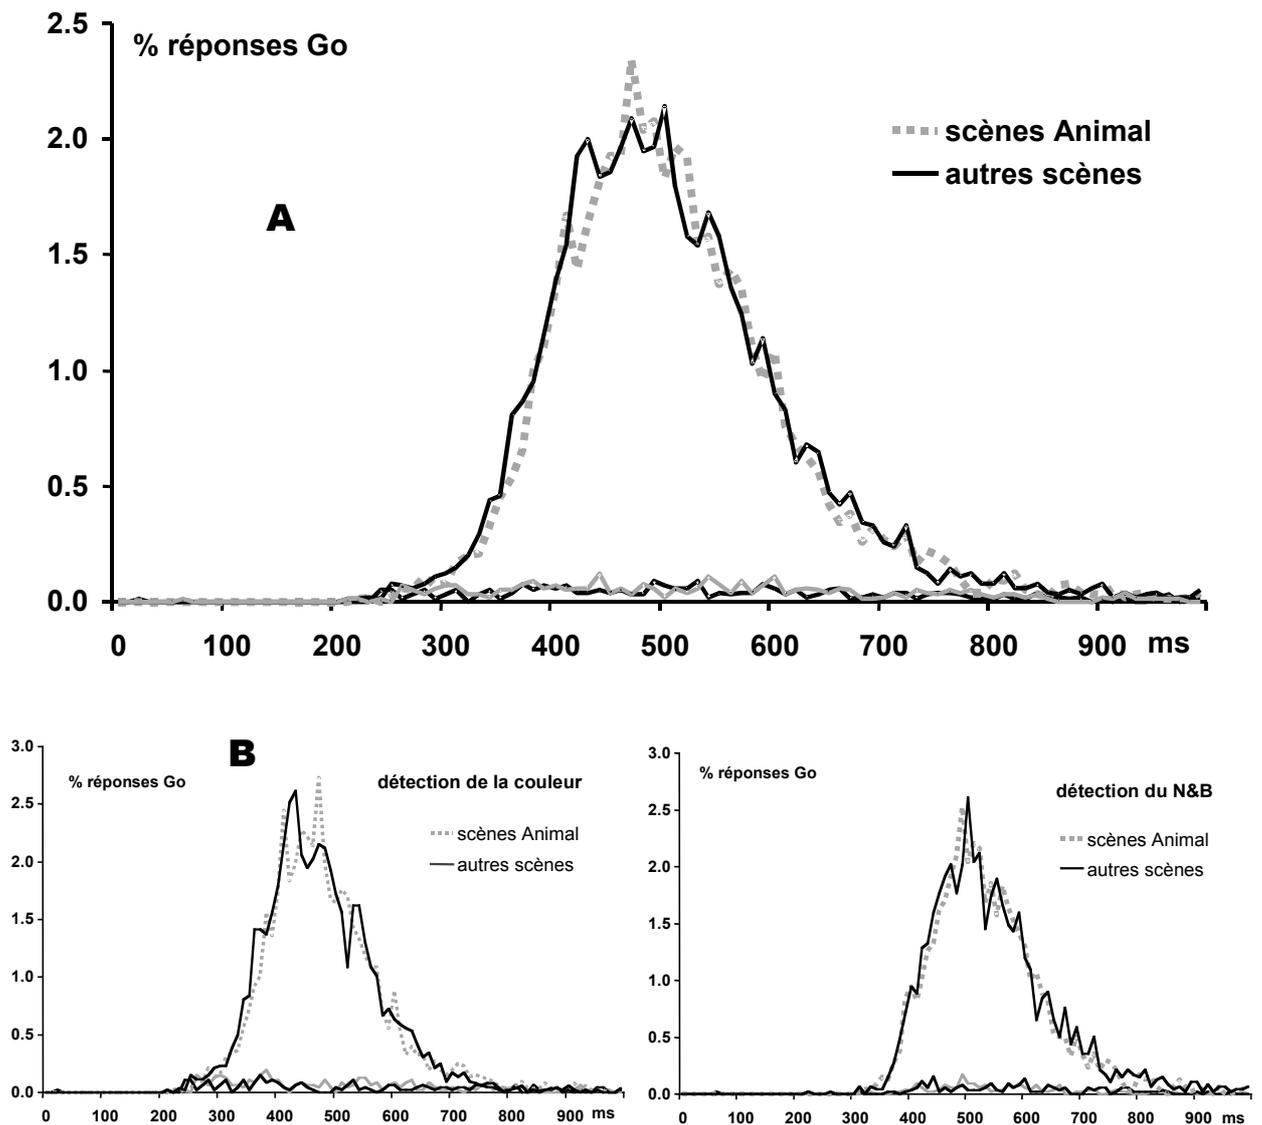 2.5
% réponses Go
2.0
scènes Animal
autres scènes
A
1.5
1.0
0.5
0.0
0 100 200 300 400 500 600 700 800 900 ms
B
3.0
% réponses Go
détection de la couleur
2.5
scènes Animal
autres scènes
2.0
1.5
1.0
0.5
0.0
0 100 200 300 400 500 600 700 800 900 ms
3.0
% réponses Go
détection du N&B
2.5
scènes Animal
autres scènes
2.0
1.5
1.0
0.5
0.0
0 100 200 300 400 500 600 700 800 900 ms